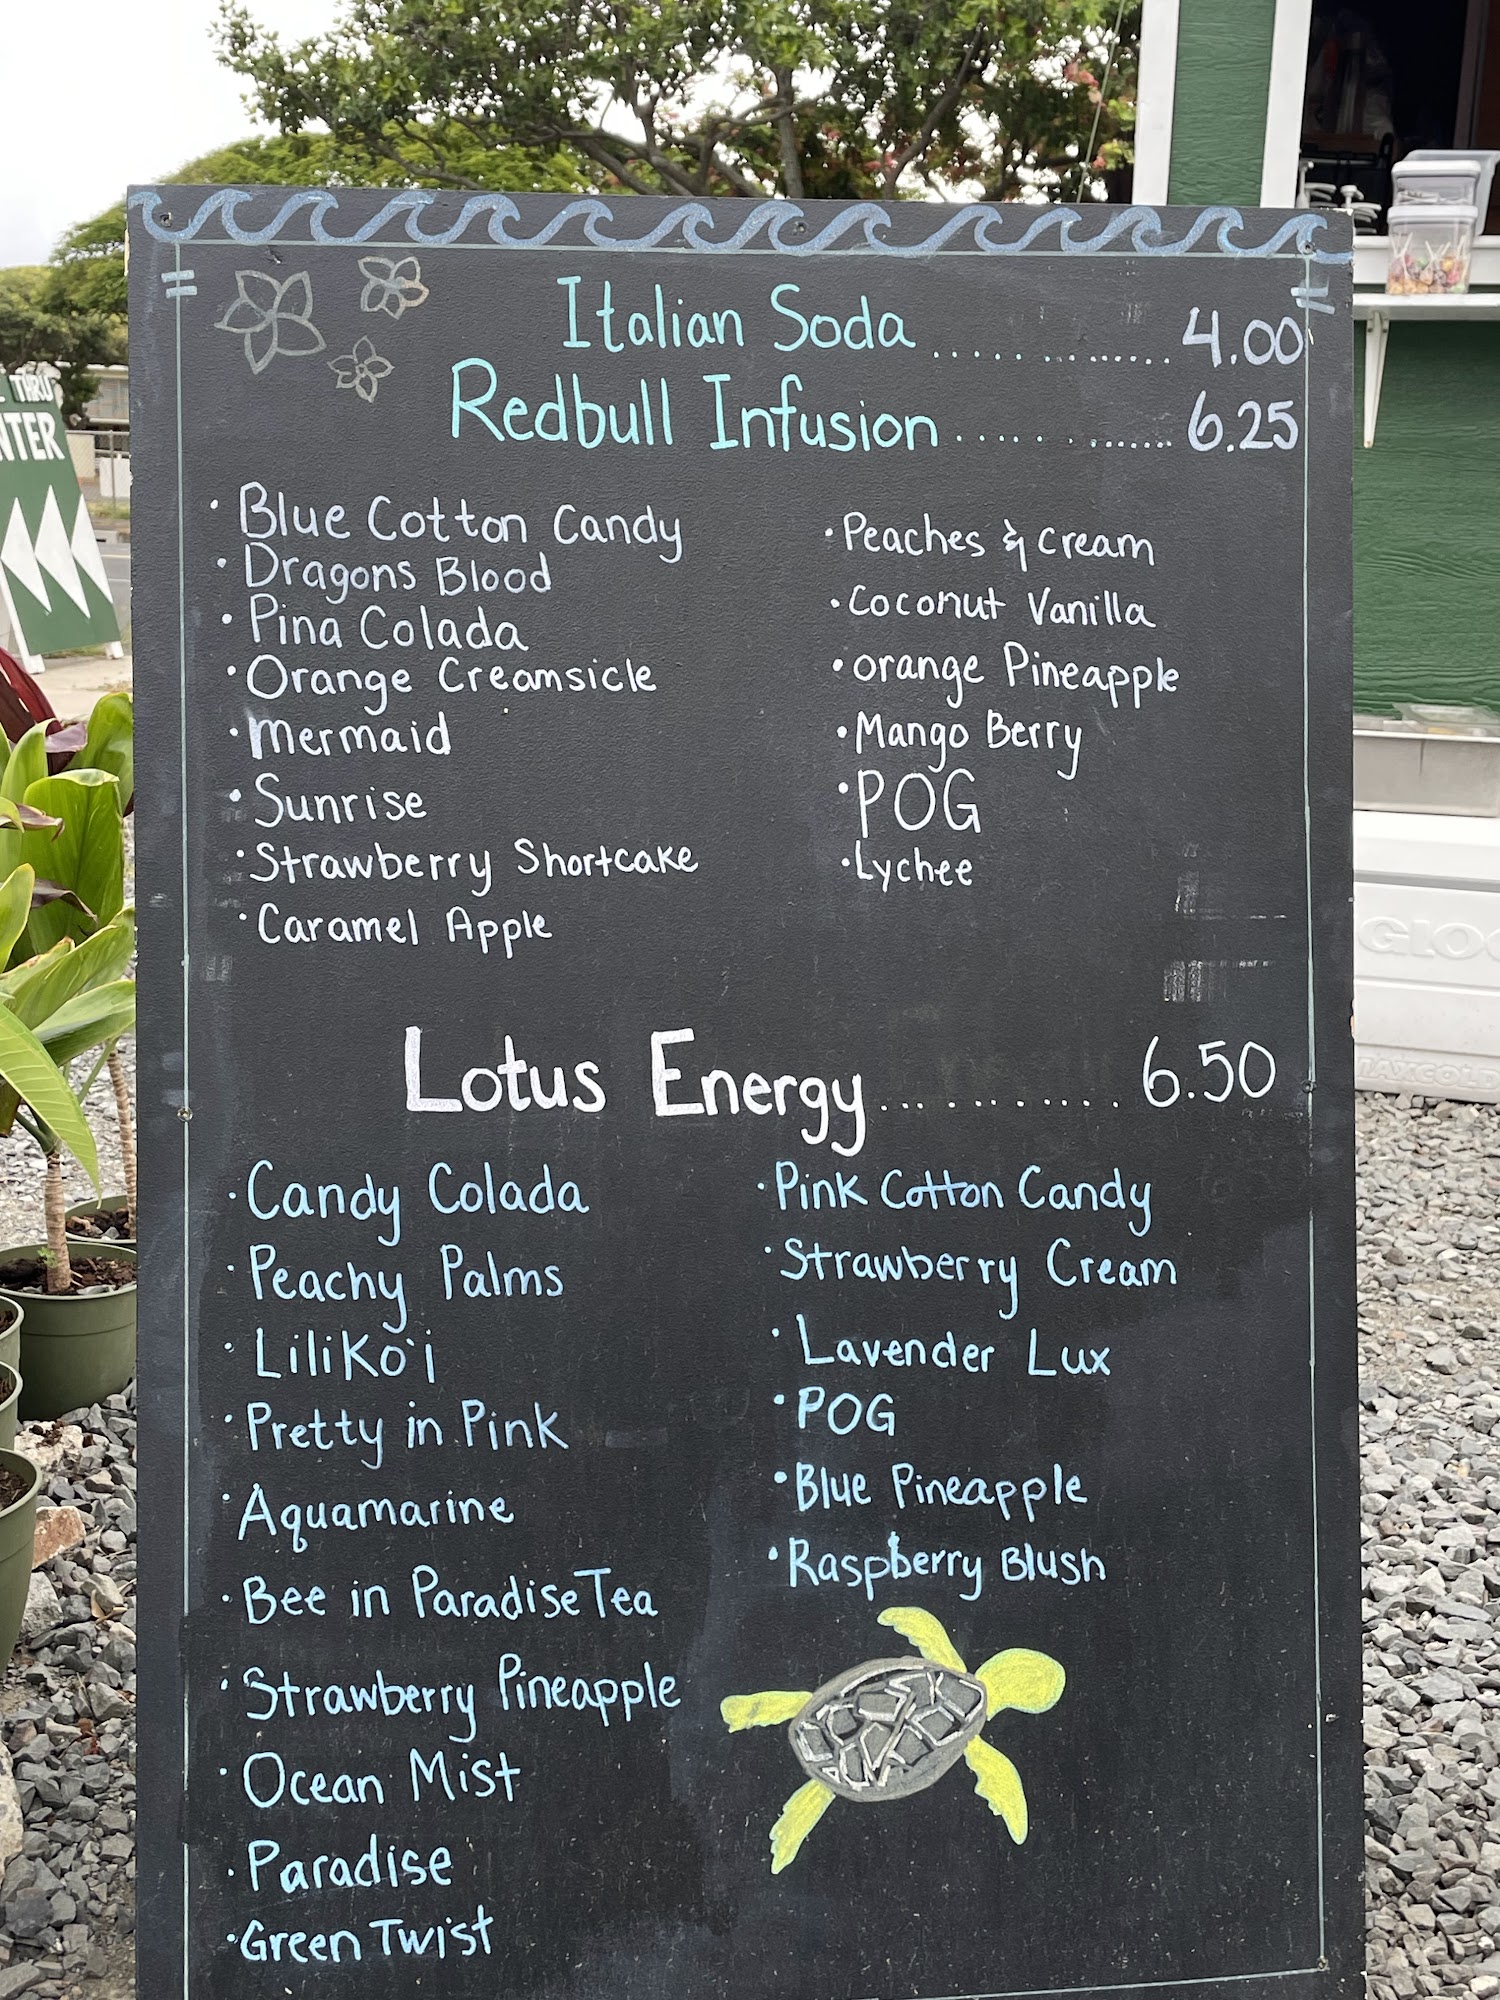 Italian Soda ............ 4.00
Redbull Infusion ............ 6.25
• Blue Cotton Candy
• Dragons Blood
• Pina Colada
• Orange Creamsicle
• Mermaid
• Sunrise
• Strawberry Shortcake
• Caramel Apple
• Peaches & Cream
• Coconut Vanilla
• Orange Pineapple
• Mango Berry
• POG
• Lychee
Lotus Energy ........... 6.50
• Candy Colada
• Peachy Palms
• Liliko`i
• Pretty in Pink
• Aquamarine
• Bee in Paradise Tea
• Strawberry Pineapple
• Ocean Mist
• Paradise
• Green Twist
• Pink Cotton Candy
• Strawberry Cream
• Lavender Lux
• POG
• Blue Pineapple
• Raspberry Blush
THRU